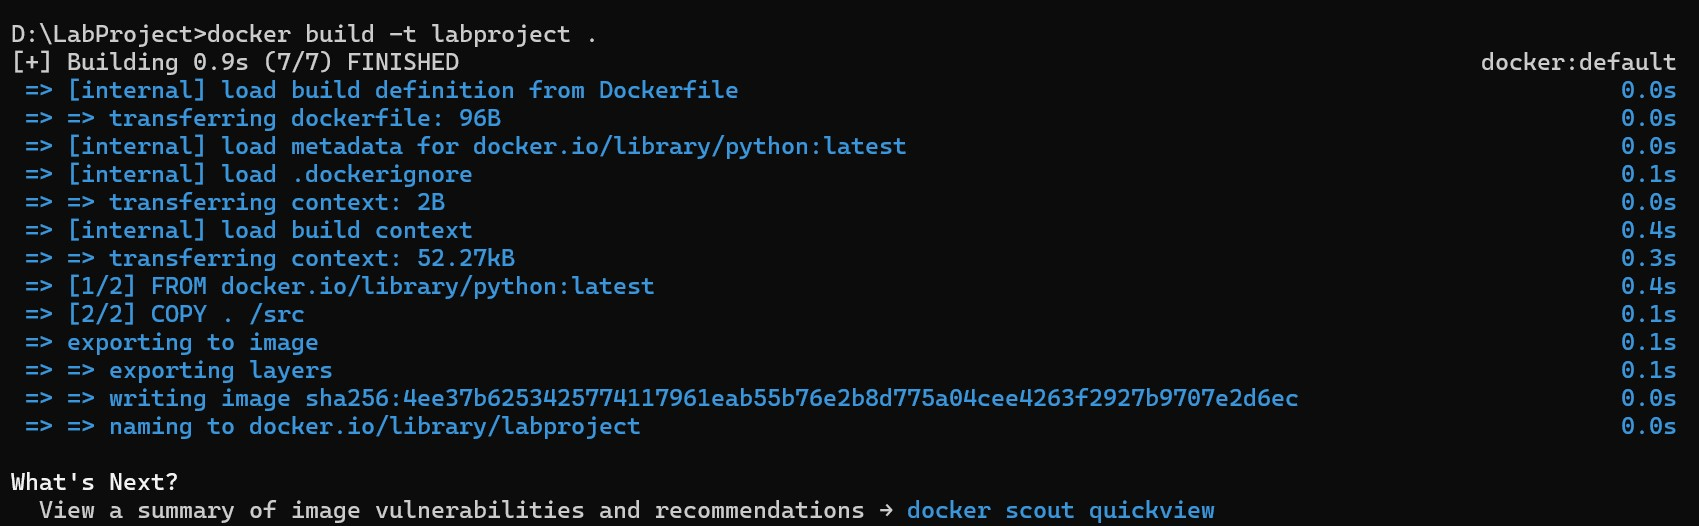 D:\LabProject>docker build -t labproject .
[+] Building 0.9s (7/7) FINISHED docker:default
=> [internal] load build definition from Dockerfile 0.0s
=> => transferring dockerfile: 96B 0.0s
=> [internal] load metadata for docker.io/library/python:latest 0.0s
=> [internal] load .dockerignore 0.1s
=> => transferring context: 2B 0.0s
=> [internal] load build context 0.4s
=> => transferring context: 52.27kB 0.3s
=> [1/2] FROM docker.io/library/python:latest 0.4s
=> [2/2] COPY . /src 0.1s
=> exporting to image 0.1s
=> => exporting layers 0.1s
=> => writing image sha256:4ee37b6253425774117961eab55b76e2b8d775a04cee4263f2927b9707e2d6ec 0.0s
=> => naming to docker.io/library/labproject 0.0s
What's Next?
View a summary of image vulnerabilities and recommendations → docker scout quickview